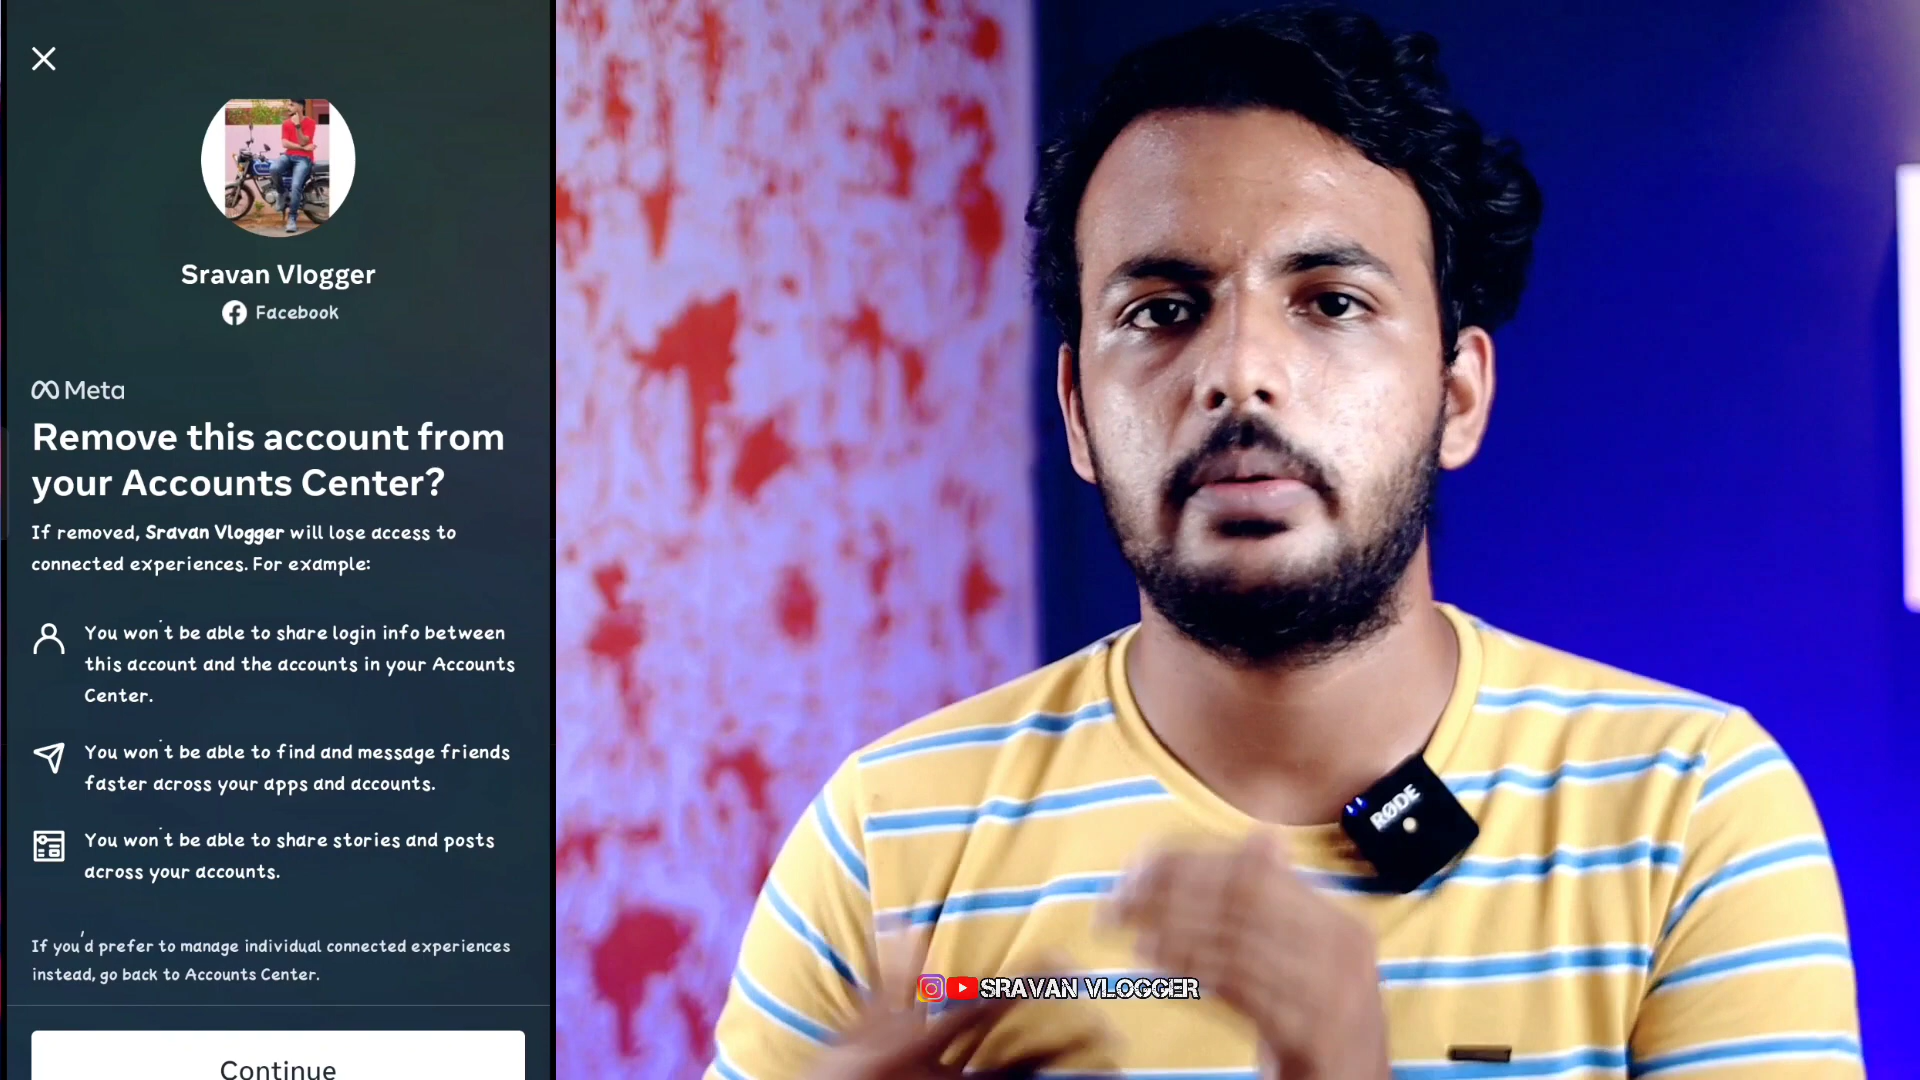 Sravan Vlogger
Facebook
Meta
Remove this account from
your Accounts Center?
If removed, Sravan Vlogger will lose access to
connected experiences. For example:
You won't be able to share login info between
this account and the accounts in your Accounts
Center.
You won't be able to find and message friends
faster across your apps and accounts.
You won't be able to share stories and posts
across your accounts.
If you'd prefer to manage individual connected experiences
instead, go back to Accounts Center.
Continue
RØDE
SRAVAN VLOGGER